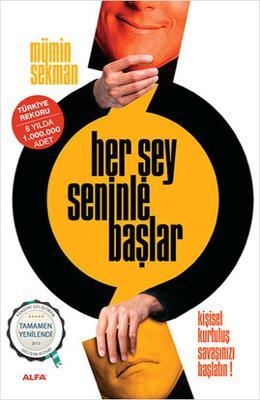 mümin
sekman
TÜRKİYE
REKORU
8 YILDA
1.000.000
ADET
her şey
seninle
başlar
kişisel
kurtuluş
savaşınızı
başlatın !
TAMAMEN
YENİLENDİ
2013
ALFA